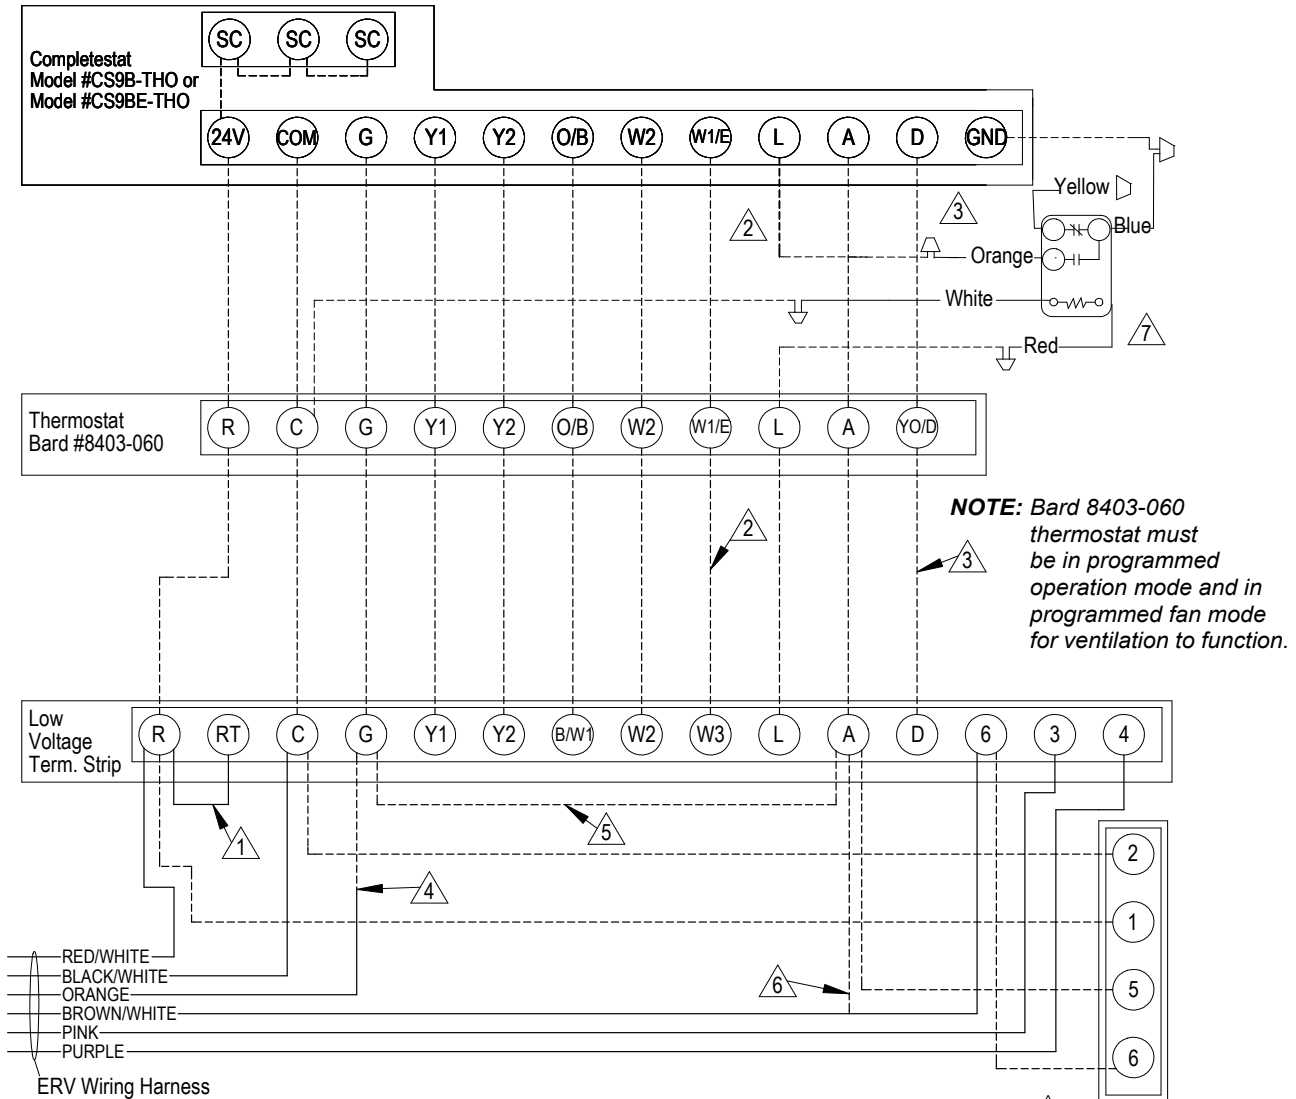 SC SC SC
Completestat
Model #CS9B-THO or
Model #CS9BE-THO
24V COM G Y1 Y2 O/B W2 W1/E L A D GND
Yellow
Blue
2
3
Orange
White
Red
7
Thermostat
Bard #8403-060
R C G Y1 Y2 O/B W2 W1/E L A YO/D
NOTE: Bard 8403-060
thermostat must
be in programmed
operation mode and in
programmed fan mode
for ventilation to function.
2
3
Low
Voltage
Term. Strip
R RT C G Y1 Y2 B/W1 W2 W3 L A D 6 3 4
1
5
2
4
1
RED/WHITE
BLACK/WHITE
ORANGE
BROWN/WHITE
PINK
PURPLE
6
5
6
ERV Wiring Harness